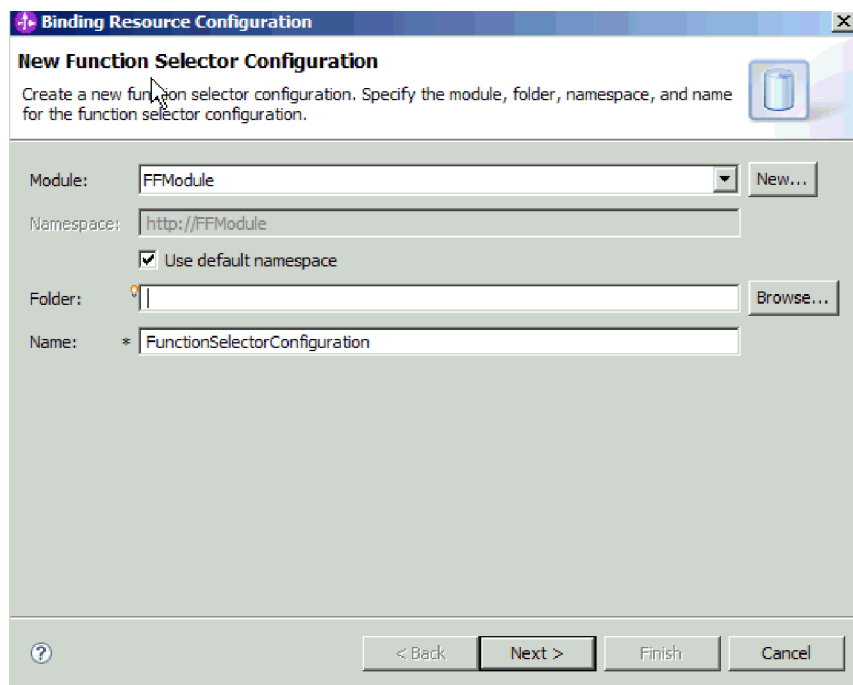 Binding Resource Configuration
New Function Selector Configuration
Create a new function selector configuration. Specify the module, folder, namespace, and name
for the function selector configuration.
Module: FFModule New...
Namespace: http://FFModule
Use default namespace
Folder: Browse...
Name: * FunctionSelectorConfiguration
? < Back Next > Finish Cancel